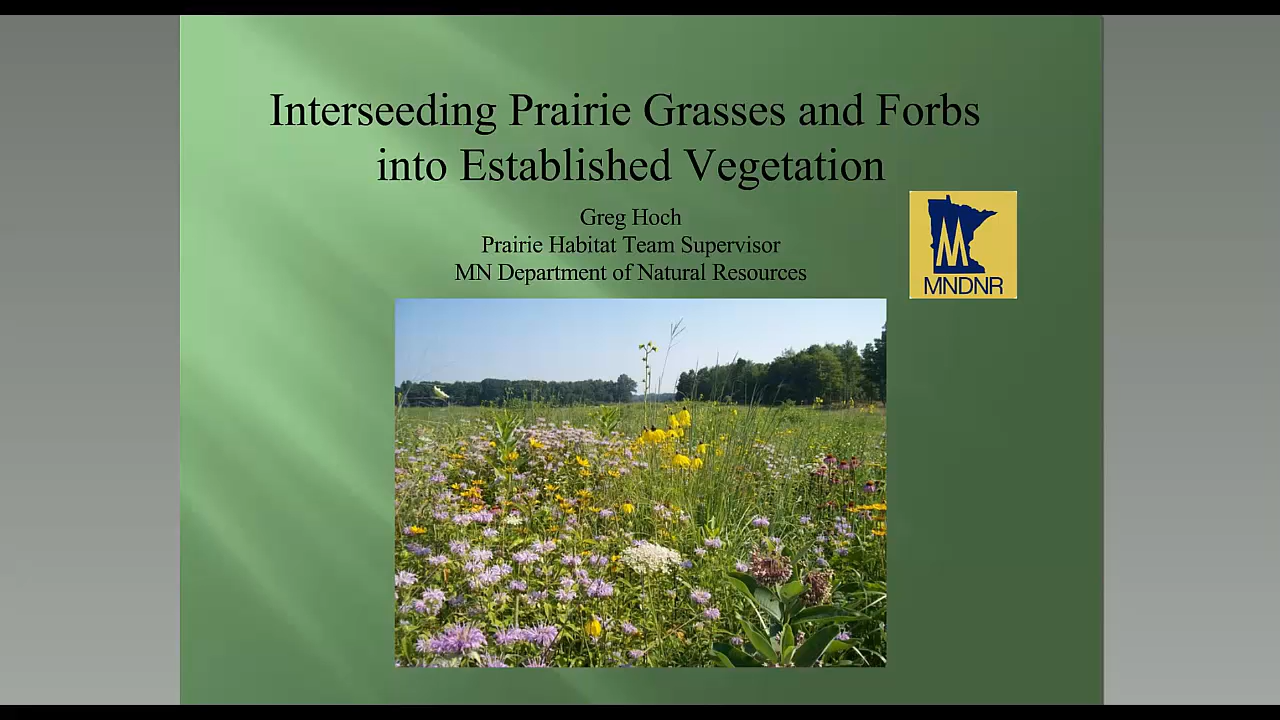 Interseeding Prairie Grasses and Forbs
into Established Vegetation
Greg Hoch
Prairie Habitat Team Supervisor
MN Department of Natural Resources
M
MNDNR